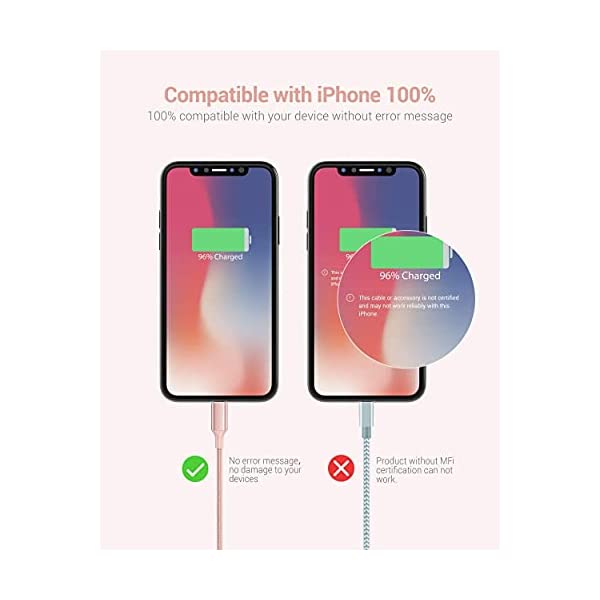 Compatible with iPhone 100%
100% compatible with your device without error message
96% Charged
96% Charged
This cable or accessory is not certified
and may not work reliably with this
iPhone.
No error message,
no damage to your
devices
Product without MFi
certification can not
work.